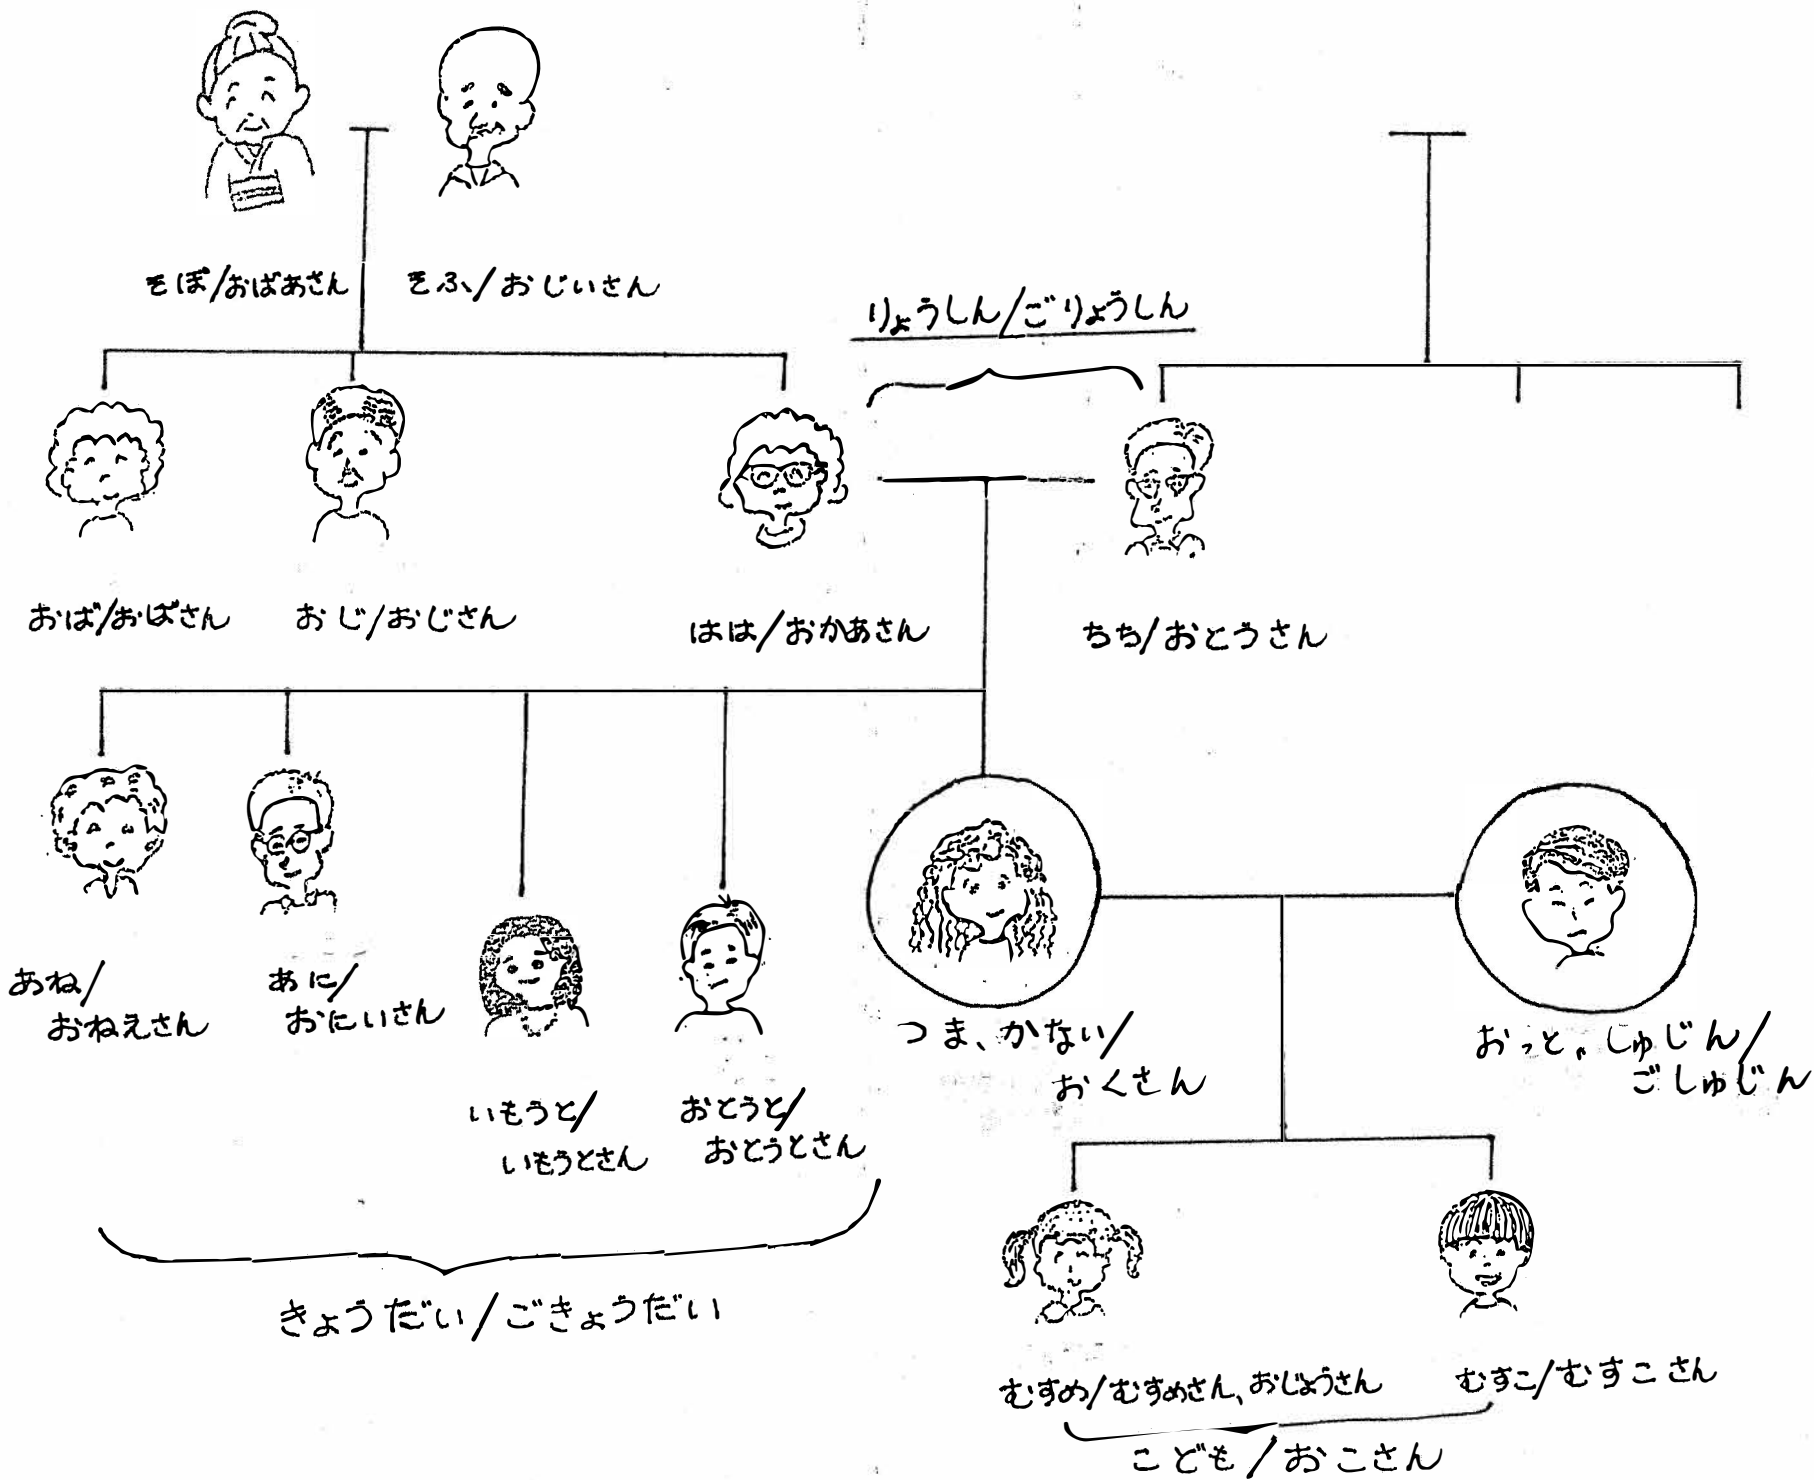 そぼ/おばあさん
そふ/おじいさん
りょうしん/ごりょうしん
おば/おばさん
おじ/おじさん
はは/おかあさん
ちち/おとうさん
あね/
おねえさん
あに/
おにいさん
いもうと/
いもうとさん
おとうと/
おとうとさん
つま、かない/
おくさん
おっと、しゅじん/
ごしゅじん
きょうだい/ごきょうだい
むすめ/むすめさん、おじょうさん
むすこ/むすこさん
こども/おこさん